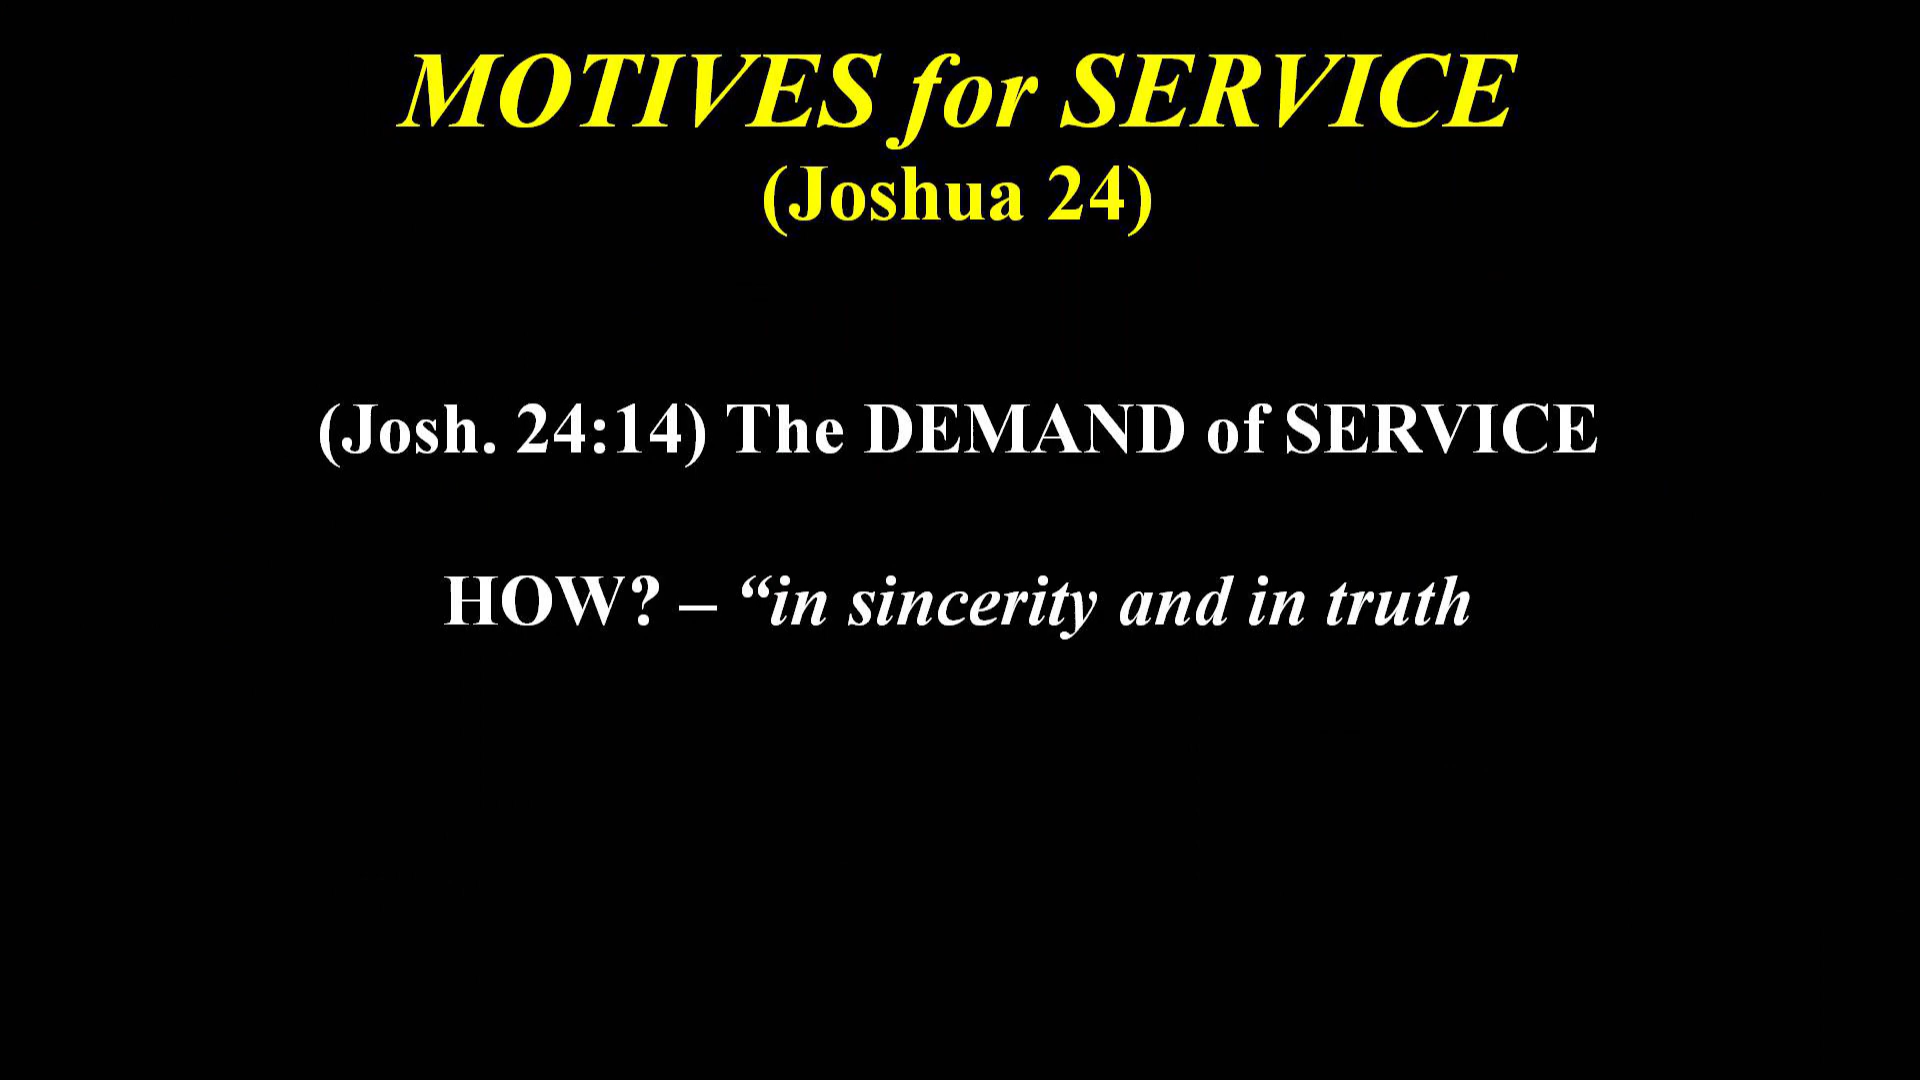 MOTIVES for SERVICE
(Joshua 24)
(Josh. 24:14) The DEMAND of SERVICE
HOW? – “in sincerity and in truth